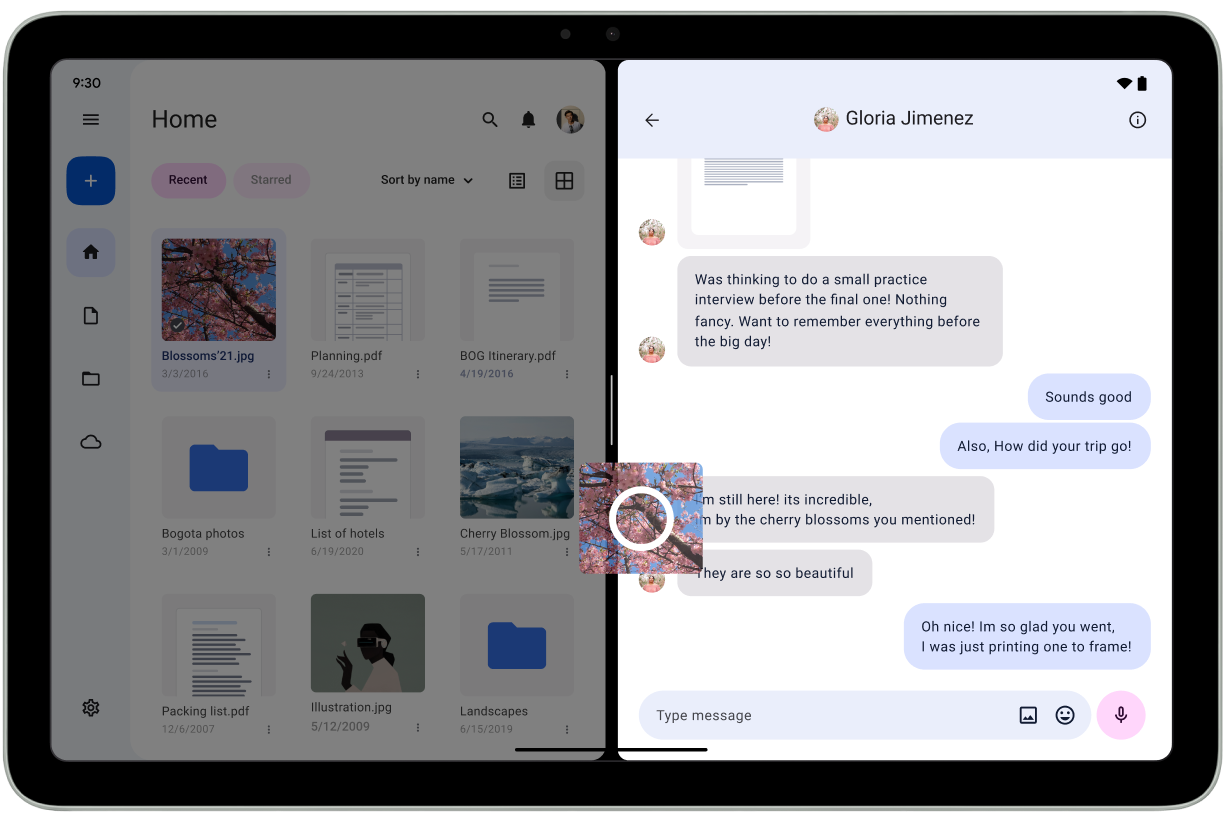 9:30
Home
Recent
Starred
Sort by name
Blossoms'21.jpg
3/3/2016
Planning.pdf
9/24/2013
BOG Itinerary.pdf
4/19/2016
Bogota photos
3/1/2009
List of hotels
6/19/2020
Cherry Blossom.jpg
5/17/2011
Packing list.pdf
12/6/2007
Illustration.jpg
5/12/2009
Landscapes
6/15/2019
Gloria Jimenez
Was thinking to do a small practice
interview before the final one! Nothing
fancy. Want to remember everything before
the big day!
Sounds good
Also, How did your trip go!
m still here! its incredible,
m by the cherry blossoms you mentioned!
They are so so beautiful
Oh nice! Im so glad you went,
I was just printing one to frame!
Type message